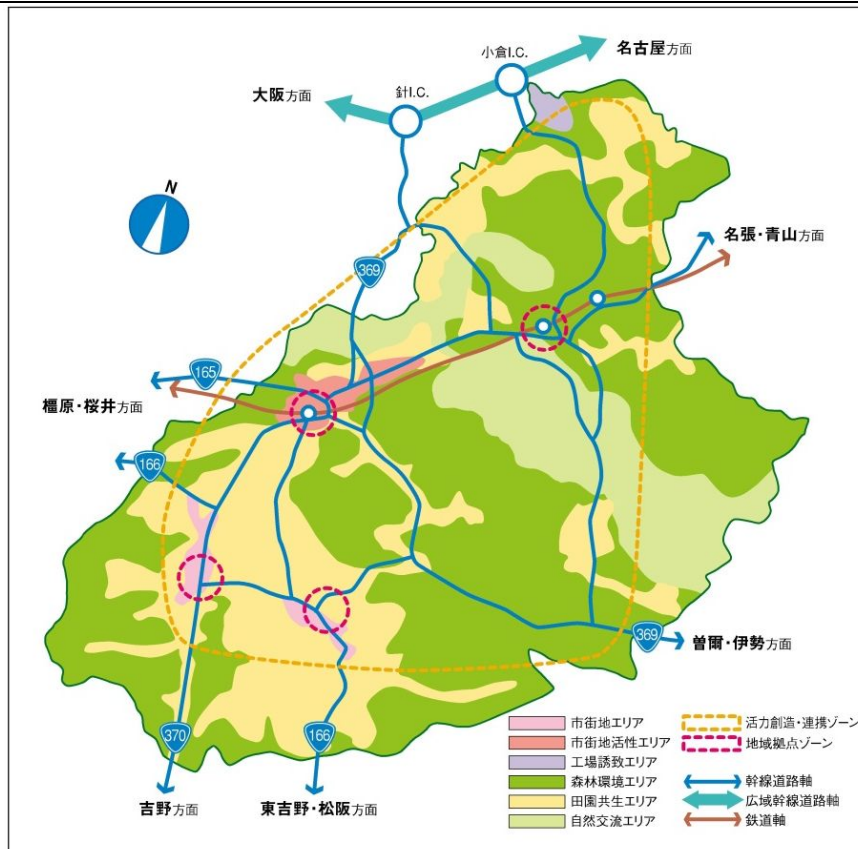 小倉I.C.
名古屋方面
大阪方面
針I.C.
N
名張・青山方面
369
165
橿原・桜井方面
166
369
曽爾・伊勢方面
370
166
吉野方面
東吉野・松阪方面
市街地エリア
市街地活性エリア
工場誘致エリア
森林環境エリア
田園共生エリア
自然交流エリア
活力創造・連携ゾーン
地域拠点ゾーン
幹線道路軸
広域幹線道路軸
鉄道軸